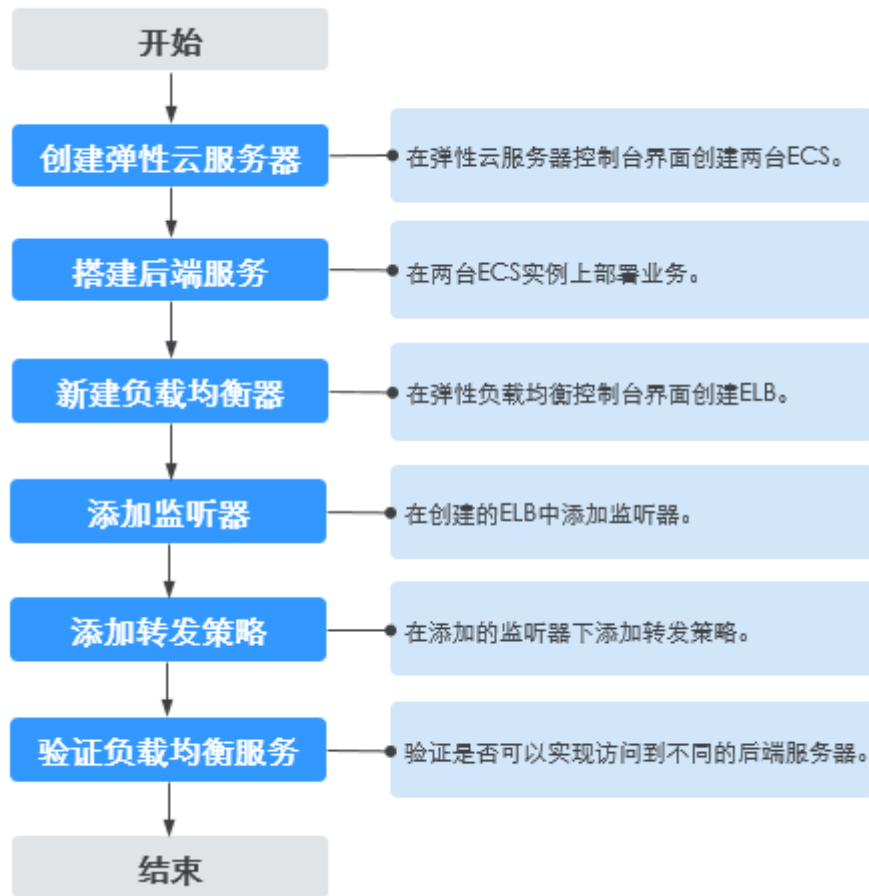 开始
创建弹性云服务器
在弹性云服务器控制台界面创建两台ECS。
搭建后端服务
在两台ECS实例上部署业务。
新建负载均衡器
在弹性负载均衡控制台界面创建ELB。
添加监听器
在创建的ELB中添加监听器。
添加转发策略
在添加的监听器下添加转发策略。
验证负载均衡服务
验证是否可以实现访问到不同的后端服务器。
结束